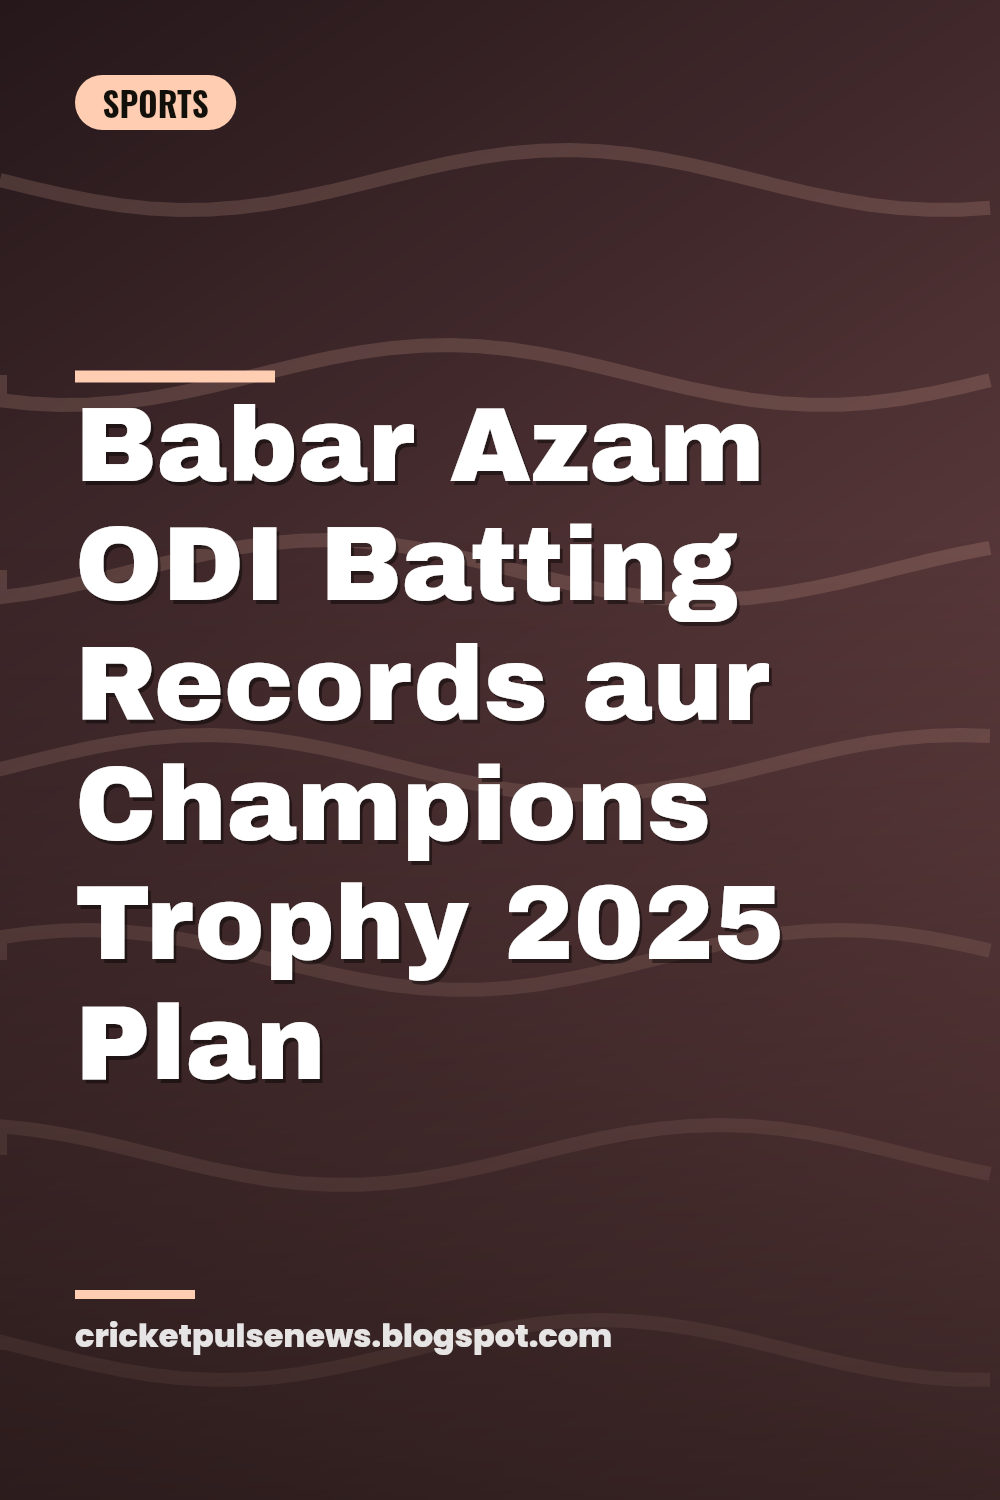 SPORTS
Babar Azam
ODI Batting
Records aur
Champions
Trophy 2025
Plan
cricketpulsenews.blogspot.com